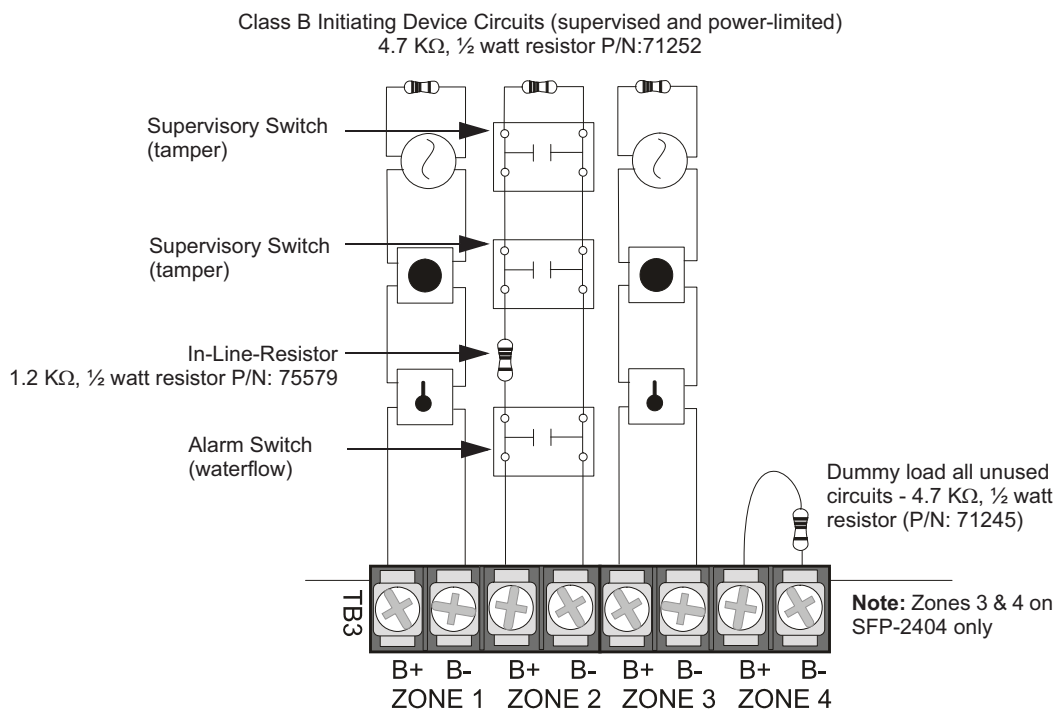 Class B Initiating Device Circuits (supervised and power-limited)
4.7 KΩ, ½ watt resistor P/N:71252
Supervisory Switch
(tamper)
Supervisory Switch
(tamper)
In-Line-Resistor
1.2 KΩ, ½ watt resistor P/N: 75579
Alarm Switch
(waterflow)
Dummy load all unused
circuits - 4.7 KΩ, ½ watt
resistor (P/N: 71245)
TB3
Note: Zones 3 & 4 on
SFP-2404 only
B+ B- B+ B- B+ B- B+ B-
ZONE 1 ZONE 2 ZONE 3 ZONE 4